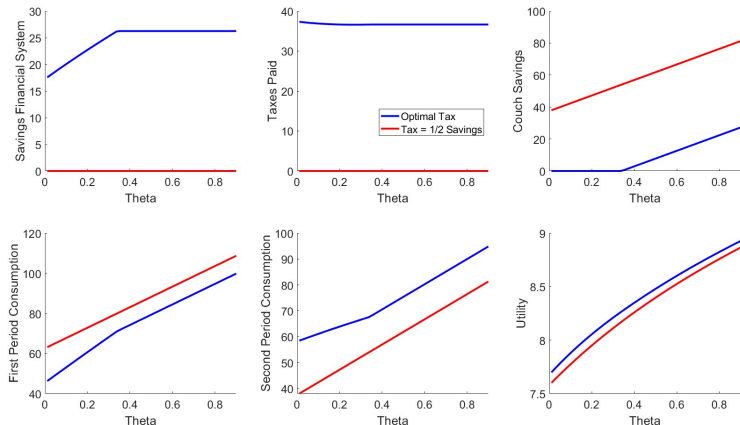 Savings Financial System
30
25
20
15
10
5
0
0 0.2 0.4 0.6 0.8
Theta
Taxes Paid
40
30
20
10
0
0 0.2 0.4 0.6 0.8
Theta
Optimal Tax
Tax = 1/2 Savings
Couch Savings
100
80
60
40
20
0
0 0.2 0.4 0.6 0.8
Theta
First Period Consumption
120
100
80
60
40
0 0.2 0.4 0.6 0.8
Theta
Second Period Consumption
100
90
80
70
60
50
40
0 0.2 0.4 0.6 0.8
Theta
Utility
9
8.5
8
7.5
0 0.2 0.4 0.6 0.8
Theta